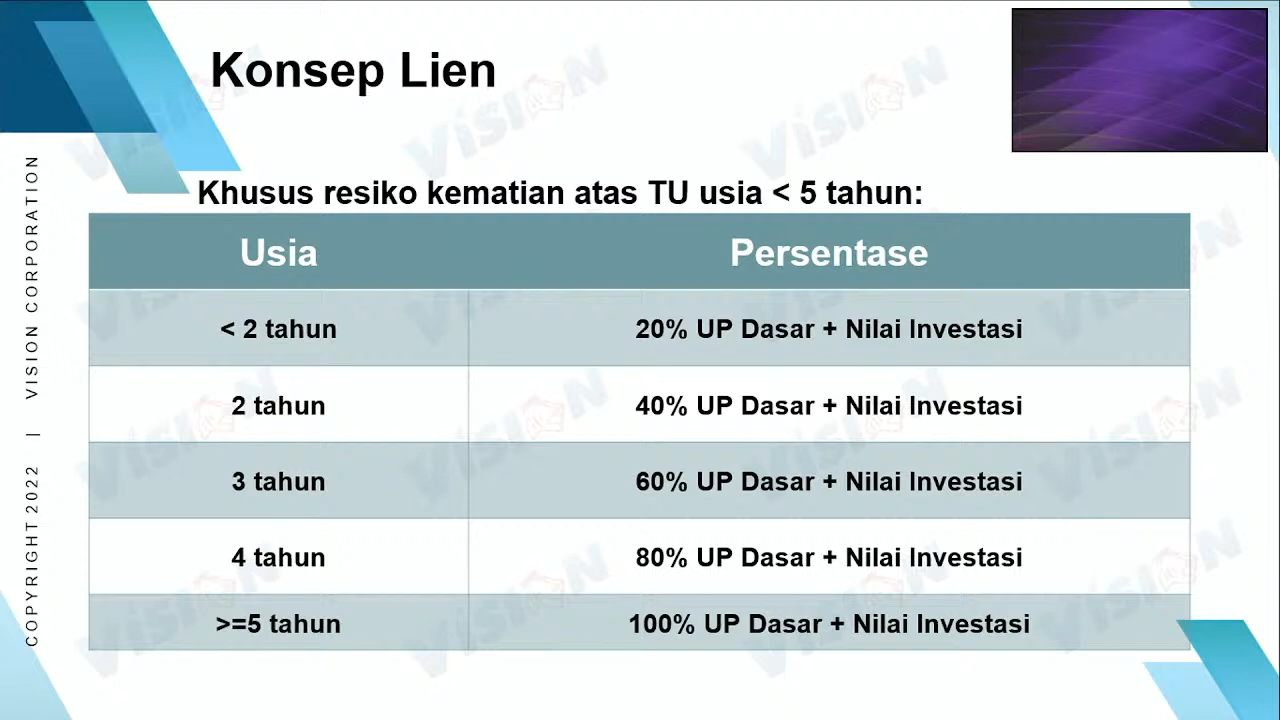 Konsep Lien
Khusus resiko kematian atas TU usia < 5 tahun:
Usia Persentase
< 2 tahun 20% UP Dasar + Nilai Investasi
2 tahun 40% UP Dasar + Nilai Investasi
3 tahun 60% UP Dasar + Nilai Investasi
4 tahun 80% UP Dasar + Nilai Investasi
>=5 tahun 100% UP Dasar + Nilai Investasi
COPYRIGHT 2022 | VISION CORPORATION
VISION